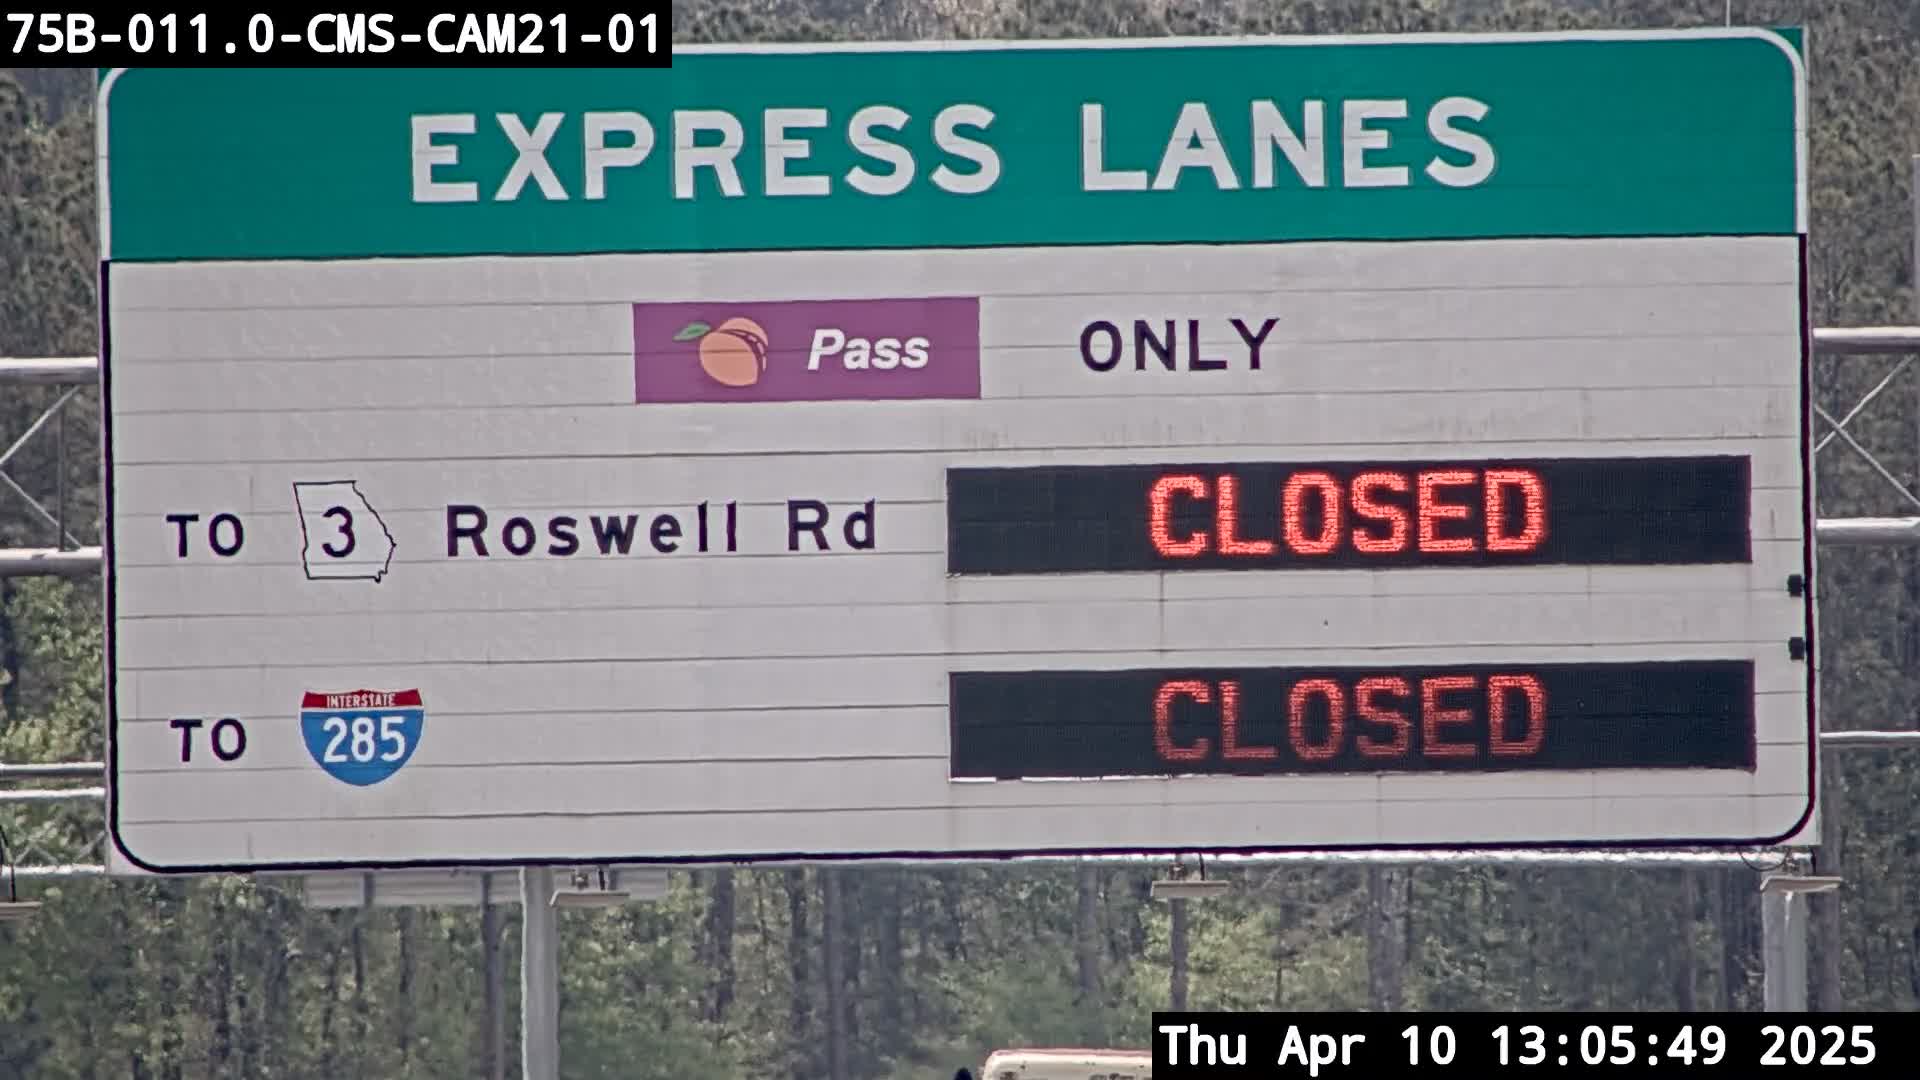 75B-011.0-CMS-CAM21-01
EXPRESS LANES
Pass ONLY
TO 3 Roswell Rd CLOSED
INTERSTATE
TO 285 CLOSED
Thu Apr 10 13:05:49 2025